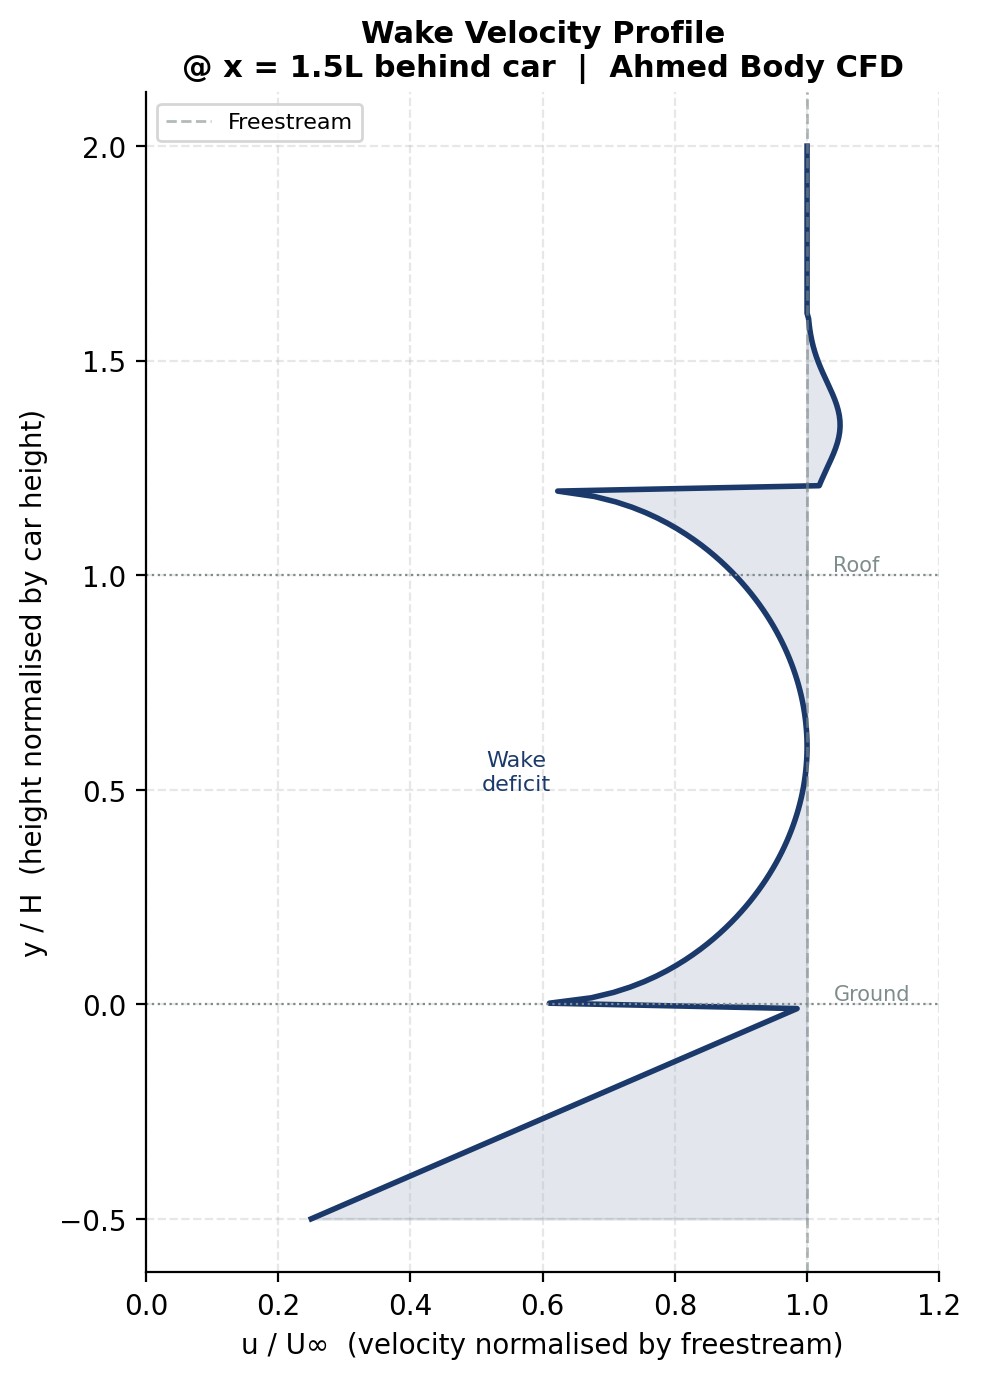 Wake Velocity Profile
@ x = 1.5L behind car  |  Ahmed Body CFD
Freestream
2.0
1.5
1.0
0.5
0.0
−0.5
Roof
Wake
deficit
Ground
y / H  (height normalised by car height)
0.0 0.2 0.4 0.6 0.8 1.0 1.2
u / U∞  (velocity normalised by freestream)